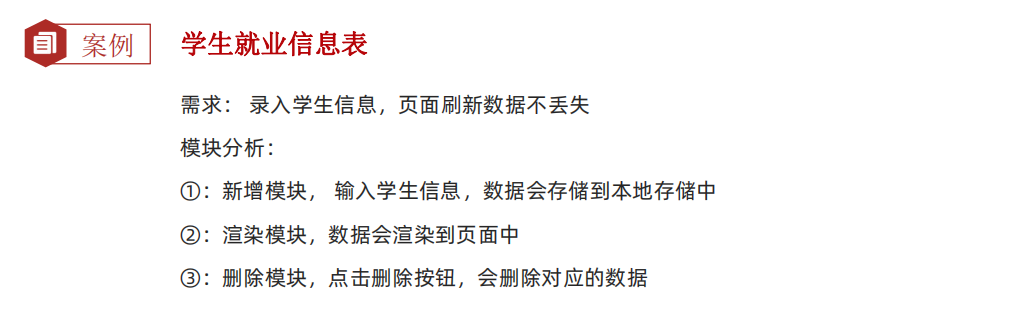 案例
学生就业信息表
需求： 录入学生信息，页面刷新数据不丢失
模块分析：
①：新增模块， 输入学生信息，数据会存储到本地存储中
②：渲染模块，数据会渲染到页面中
③：删除模块，点击删除按钮，会删除对应的数据